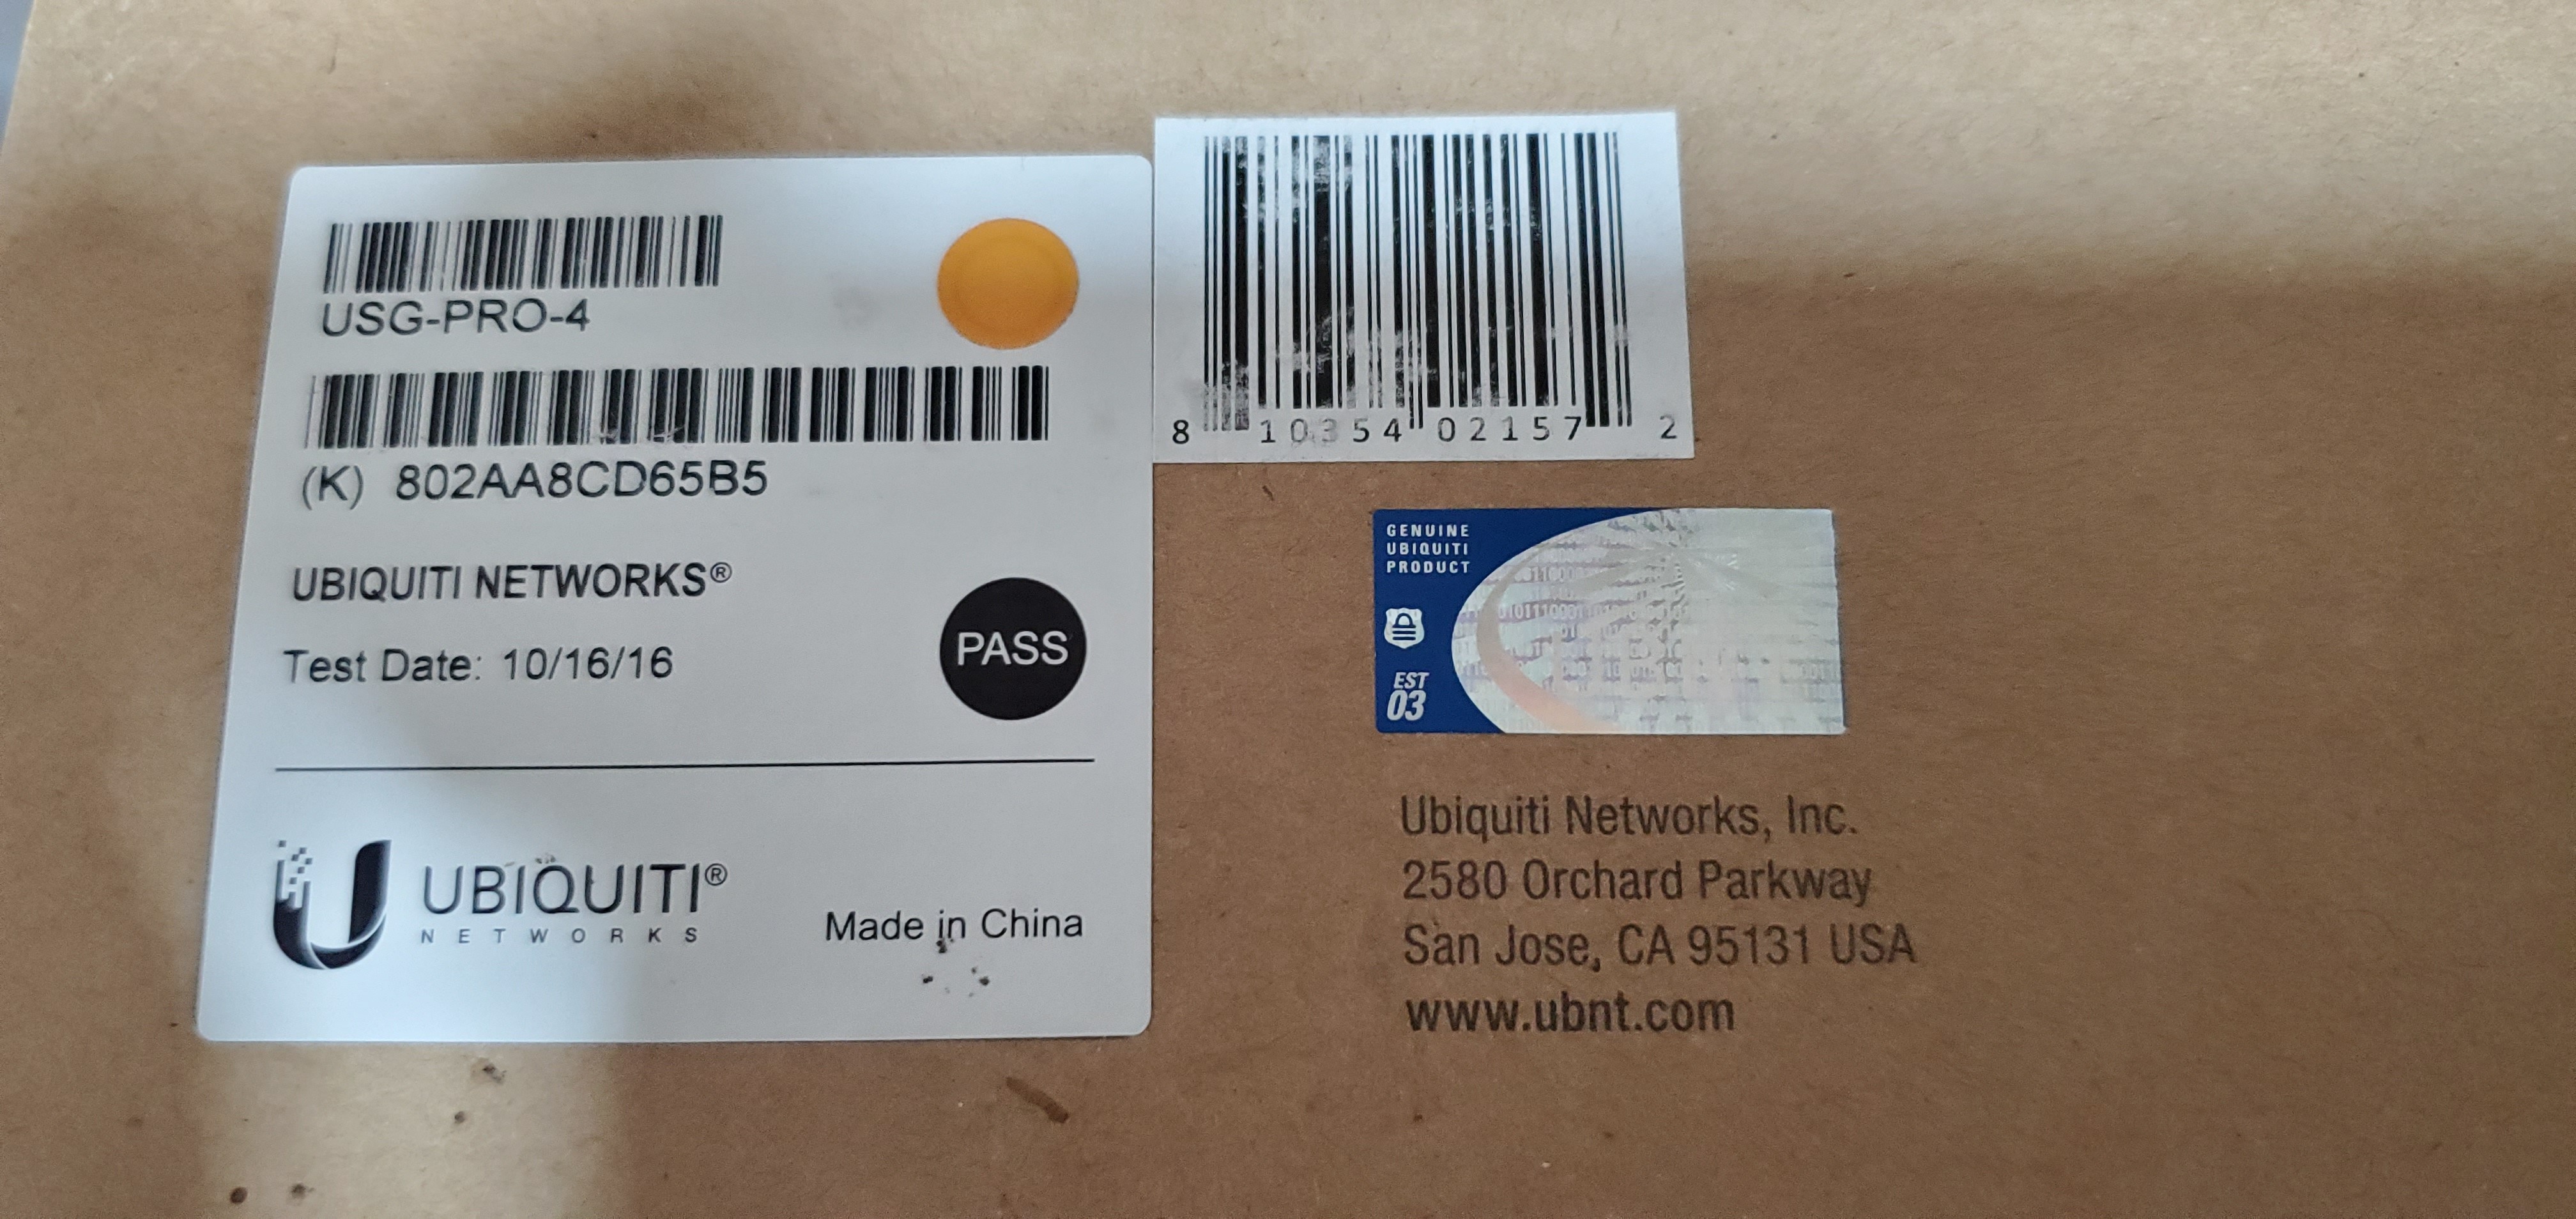 USG-PRO-4
(K) 802AA8CD65B5
UBIQUITI NETWORKS®
Test Date: 10/16/16
PASS
UBIQUITI®
NETWORKS
Made in China
8 10354 02157 2
GENUINE
UBIQUITI
PRODUCT
EST
03
Ubiquiti Networks, Inc.
2580 Orchard Parkway
San Jose, CA 95131 USA
www.ubnt.com